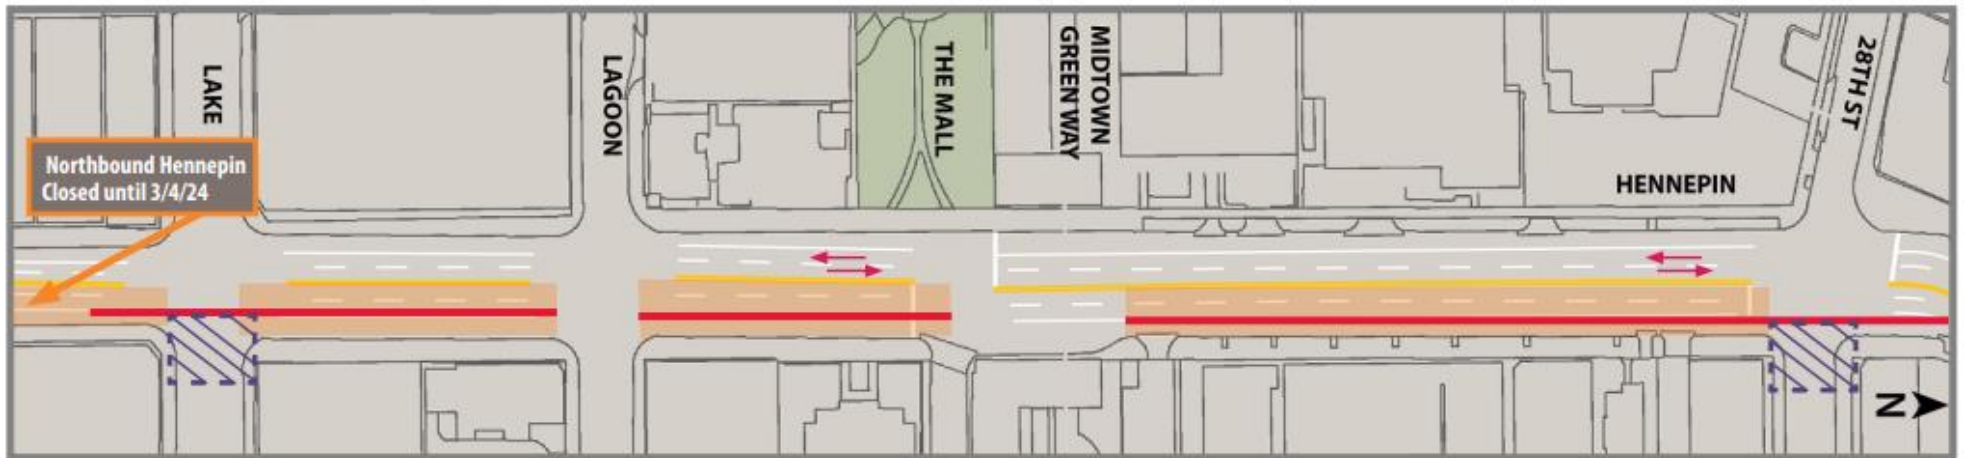 LAKE
LAGOON
THE MALL
MIDTOWN
GREENWAY
28TH ST
Northbound Hennepin
Closed until 3/4/24
HENNEPIN
N